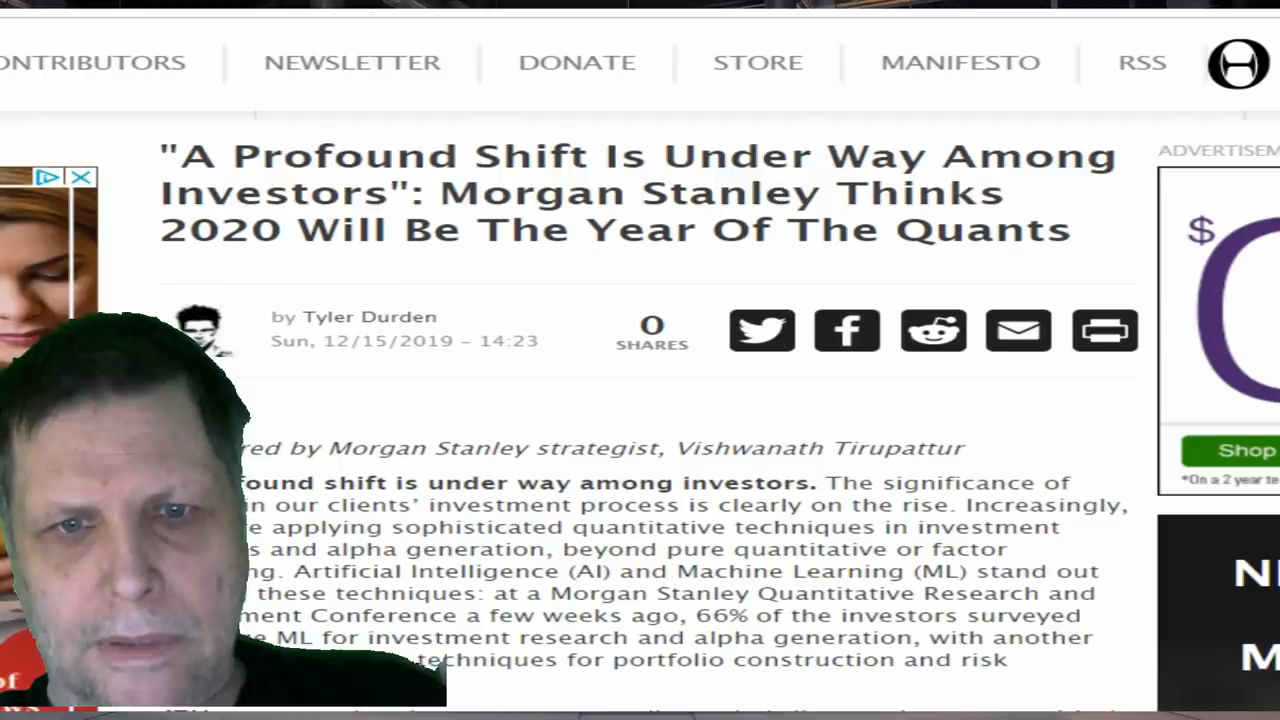 ONTRIBUTORS NEWSLETTER DONATE STORE MANIFESTO RSS
"A Profound Shift Is Under Way Among
Investors": Morgan Stanley Thinks
2020 Will Be The Year Of The Quants
ADVERTISEM
by Tyler Durden
Sun, 12/15/2019 - 14:23
0
SHARES
$
red by Morgan Stanley strategist, Vishwanath Tirupattur
found shift is under way among investors. The significance of
in our clients' investment process is clearly on the rise. Increasingly,
e applying sophisticated quantitative techniques in investment
s and alpha generation, beyond pure quantitative or factor
ng. Artificial Intelligence (AI) and Machine Learning (ML) stand out
these techniques: at a Morgan Stanley Quantitative Research and
ment Conference a few weeks ago, 66% of the investors surveyed
e ML for investment research and alpha generation, with another
techniques for portfolio construction and risk
Shop
*On a 2 year te
of